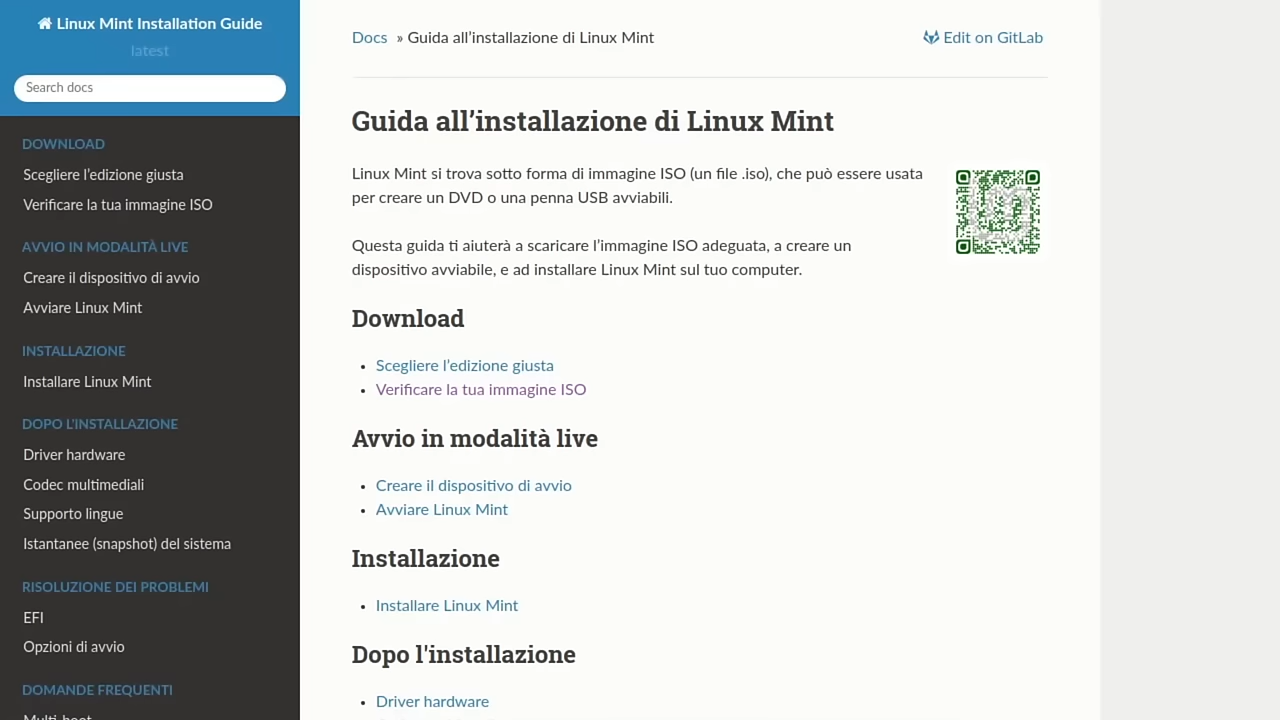 Linux Mint Installation Guide
latest
Search docs
DOWNLOAD
Scegliere l’edizione giusta
Verificare la tua immagine ISO
AVVIO IN MODALITÀ LIVE
Creare il dispositivo di avvio
Avviare Linux Mint
INSTALLAZIONE
Installare Linux Mint
DOPO L'INSTALLAZIONE
Driver hardware
Codec multimediali
Supporto lingue
Istantanee (snapshot) del sistema
RISOLUZIONE DEI PROBLEMI
EFI
Opzioni di avvio
DOMANDE FREQUENTI
Multi-boot
Docs » Guida all’installazione di Linux Mint
Edit on GitLab
Guida all’installazione di Linux Mint
Linux Mint si trova sotto forma di immagine ISO (un file .iso), che può essere usata
per creare un DVD o una penna USB avviabili.
Questa guida ti aiuterà a scaricare l’immagine ISO adeguata, a creare un
dispositivo avviabile, e ad installare Linux Mint sul tuo computer.
Download
Scegliere l’edizione giusta
Verificare la tua immagine ISO
Avvio in modalità live
Creare il dispositivo di avvio
Avviare Linux Mint
Installazione
Installare Linux Mint
Dopo l'installazione
Driver hardware